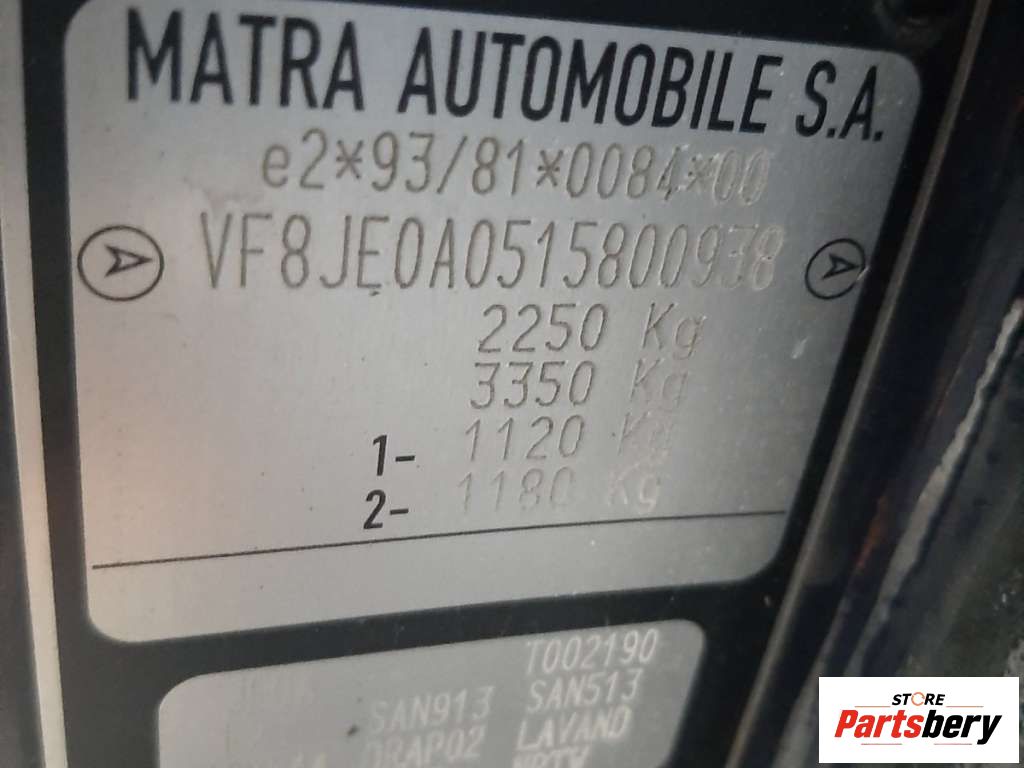 MATRA AUTOMOBILE S.A.
e2*93/81*0084*00
VF8JE0A0515800938
2250 Kg
3350 Kg
1- 1120 Kg
2- 1180 Kg
T002190
SAN913 SAN513
DRAP02 LAVAND
STORE
Partsbery